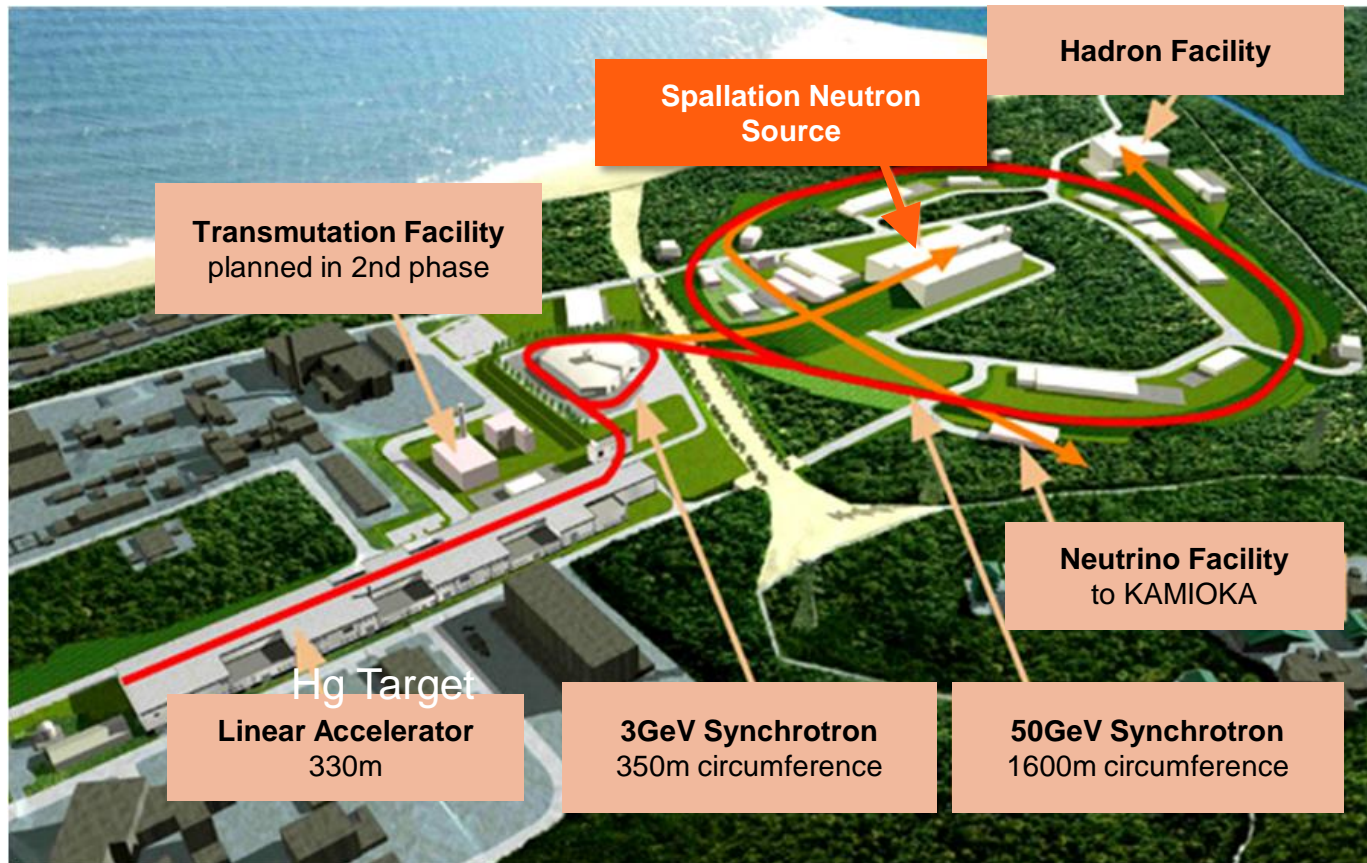 Hadron Facility
Spallation Neutron
Source
Transmutation Facility
planned in 2nd phase
Neutrino Facility
to KAMIOKA
Hg Target
Linear Accelerator
330m
3GeV Synchrotron
350m circumference
50GeV Synchrotron
1600m circumference